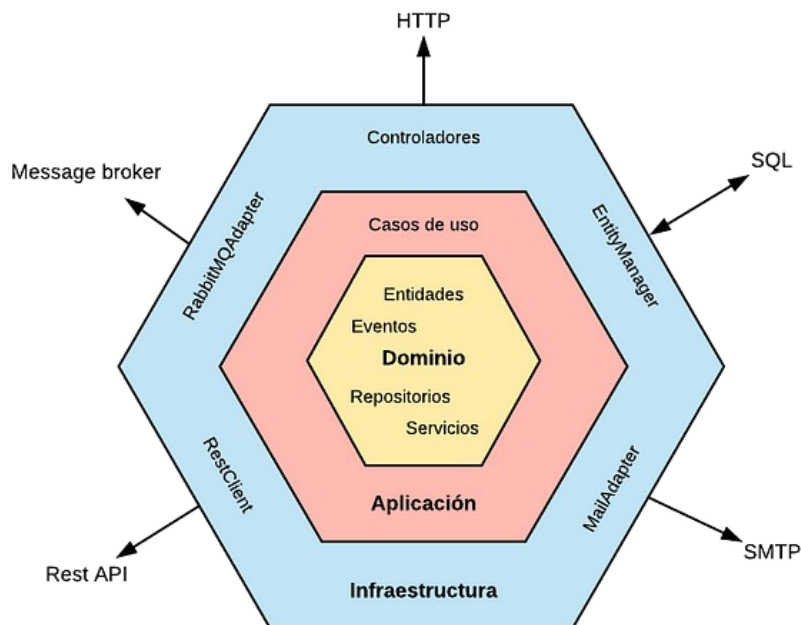 HTTP
Controladores
Message broker
SQL
RabbitMQAdapter
EntityManager
Casos de uso
Entidades
Eventos
Dominio
Repositorios
Servicios
RestClient
MailAdapter
Aplicación
Rest API
SMTP
Infraestructura